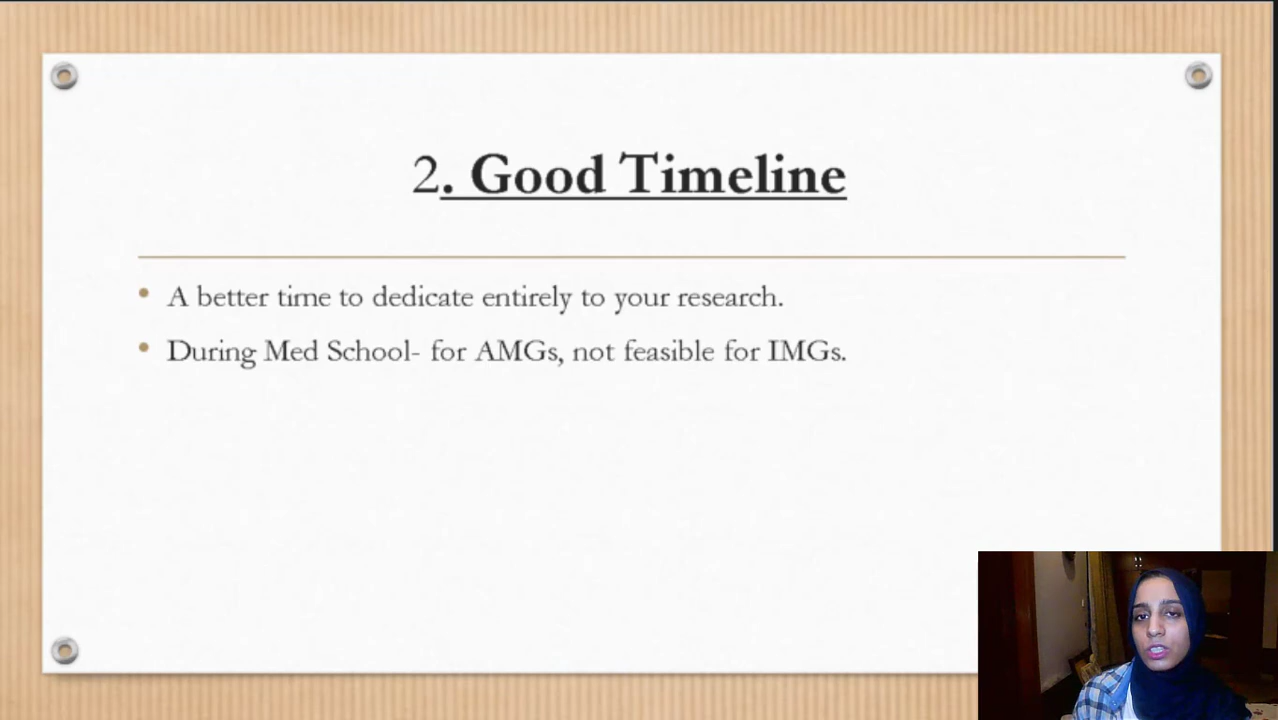 2. Good Timeline
• A better time to dedicate entirely to your research.
• During Med School- for AMGs, not feasible for IMGs.